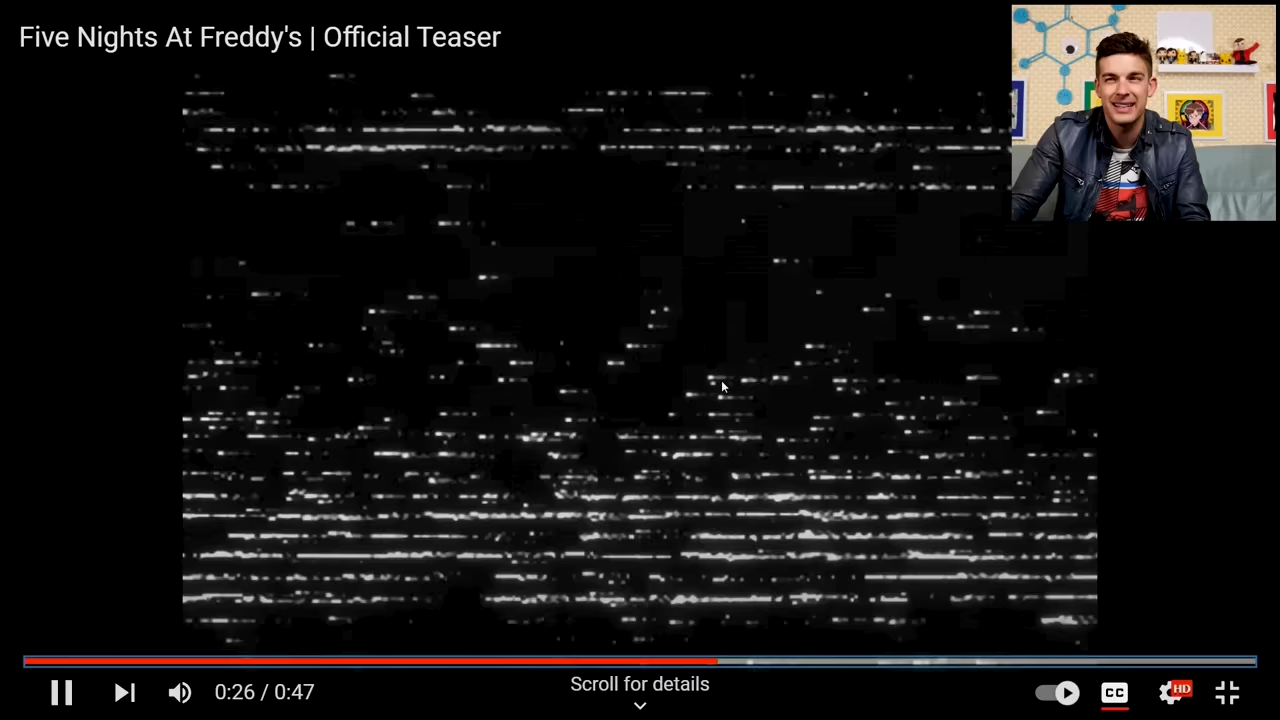 Five Nights At Freddy's | Official Teaser
Scroll for details
0:26 / 0:47
CC
HD